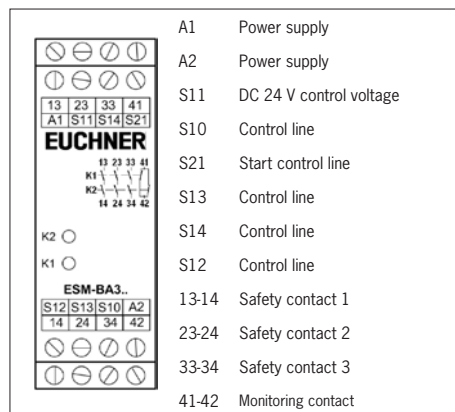 13 23 33 41
A1 S11 S14 S21
EUCHNER
13 23 33 41
K1
K2
14 24 34 42
K2
K1
ESM-BA3..
S12 S13 S10 A2
14 24 34 42
A1 Power supply
A2 Power supply
S11 DC 24 V control voltage
S10 Control line
S21 Start control line
S13 Control line
S14 Control line
S12 Control line
13-14 Safety contact 1
23-24 Safety contact 2
33-34 Safety contact 3
41-42 Monitoring contact